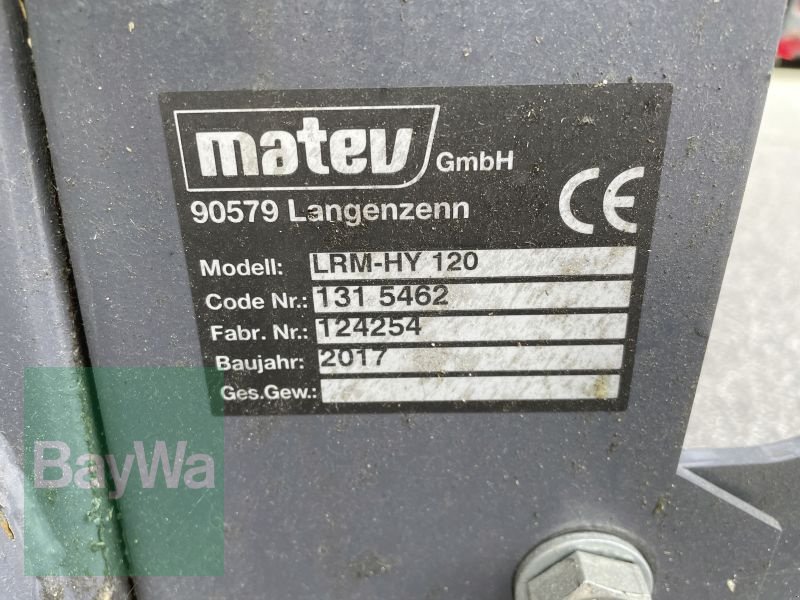 matev GmbH
90579 Langenzenn
CE
Modell: LRM-HY 120
Code Nr.: 131 5462
Fabr. Nr.: 124254
Baujahr: 2017
Ges.Gew.:
BayWa